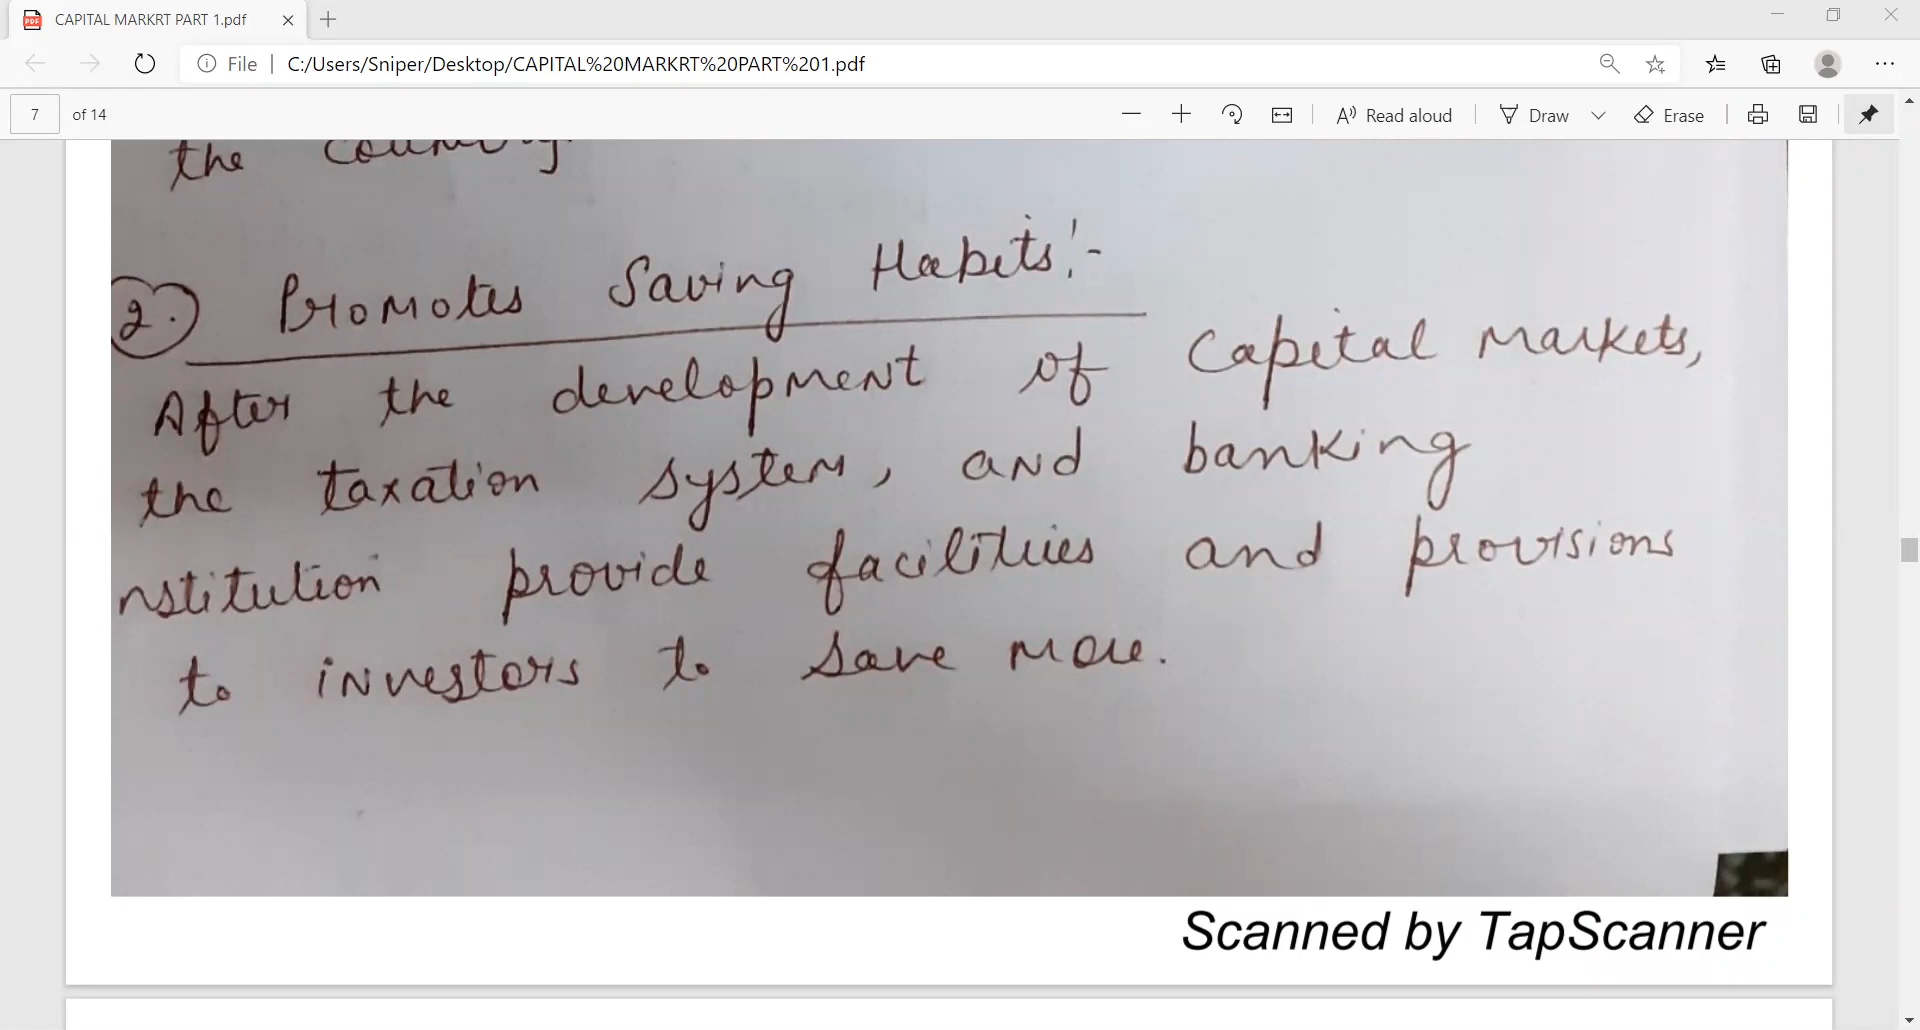 CAPITAL MARKRT PART 1.pdf
File | C:/Users/Sniper/Desktop/CAPITAL%20MARKRT%20PART%201.pdf
7 of 14 Read aloud Draw Erase
the country.
2. Promotes Saving Habits:-
After the development of Capital Markets,
the taxation system, and banking
nstitution provide facilities and provisions
to investors to save more.
Scanned by TapScanner